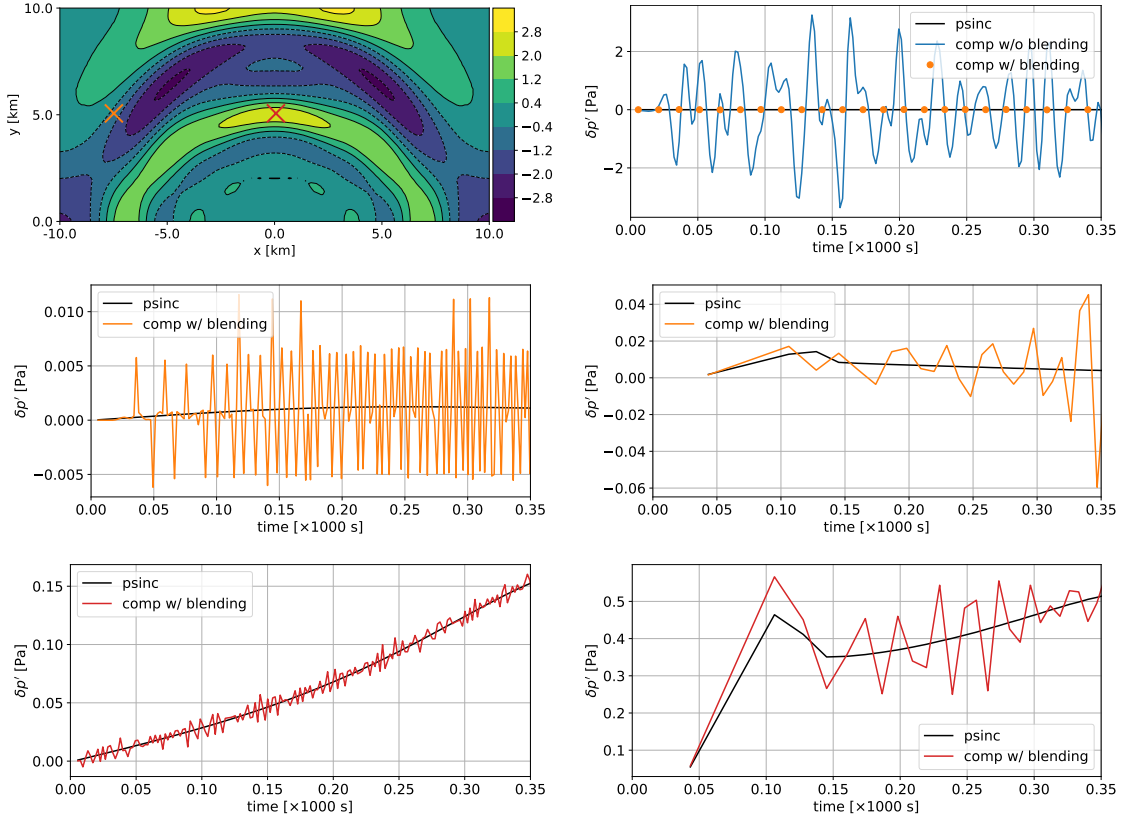 10.0
5.0
0.0
y [km]
-10.0 -5.0 0.0 5.0 10.0
x [km]
2.8
2.0
1.2
0.4
−0.4
−1.2
−2.0
−2.8
2
0
−2
δp′ [Pa]
psinc
comp w/o blending
comp w/ blending
0.00 0.05 0.10 0.15 0.20 0.25 0.30 0.35
time [×1000 s]
0.010
0.005
0.000
−0.005
δp′ [Pa]
psinc
comp w/ blending
0.00 0.05 0.10 0.15 0.20 0.25 0.30 0.35
time [×1000 s]
0.04
0.02
0.00
−0.02
−0.04
−0.06
δp′ [Pa]
psinc
comp w/ blending
0.00 0.05 0.10 0.15 0.20 0.25 0.30 0.35
time [×1000 s]
0.15
0.10
0.05
0.00
δp′ [Pa]
psinc
comp w/ blending
0.00 0.05 0.10 0.15 0.20 0.25 0.30 0.35
time [×1000 s]
0.5
0.4
0.3
0.2
0.1
δp′ [Pa]
psinc
comp w/ blending
0.00 0.05 0.10 0.15 0.20 0.25 0.30 0.35
time [×1000 s]